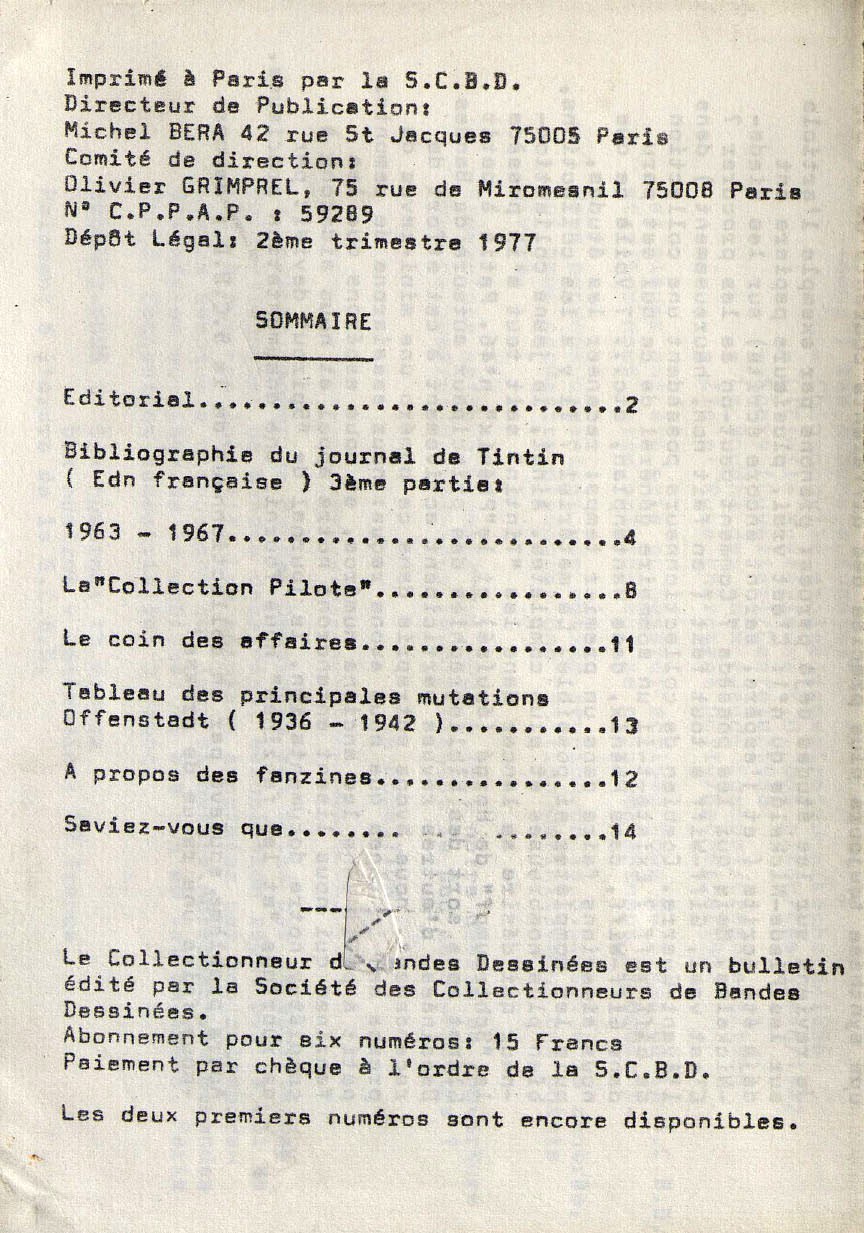 Imprimé à Paris par la S.C.B.D.
Directeur de Publication:
Michel BERA 42 rue St Jacques 75005 Paris
Comité de direction:
Olivier GRIMPREL, 75 rue de Miromesnil 75008 Paris
N° C.P.P.A.P. : 59289
Dépôt Légal: 2ème trimestre 1977
SOMMAIRE
Editorial..............................2
Bibliographie du journal de Tintin
( Edn française ) 3ème partie:
1963 - 1967............................4
La"Collection Pilote"..................8
Le coin des affaires..................11
Tableau des principales mutations
Offenstadt ( 1936 - 1942 )............13
A propos des fanzines.................12
Saviez-vous que........ . ........14
Le Collectionneur d andes Dessinées est un bulletin
édité par la Société des Collectionneurs de Bandes
Dessinées.
Abonnement pour six numéros: 15 Francs
Paiement par chèque à l'ordre de la S.C.B.D.
Les deux premiers numéros sont encore disponibles.